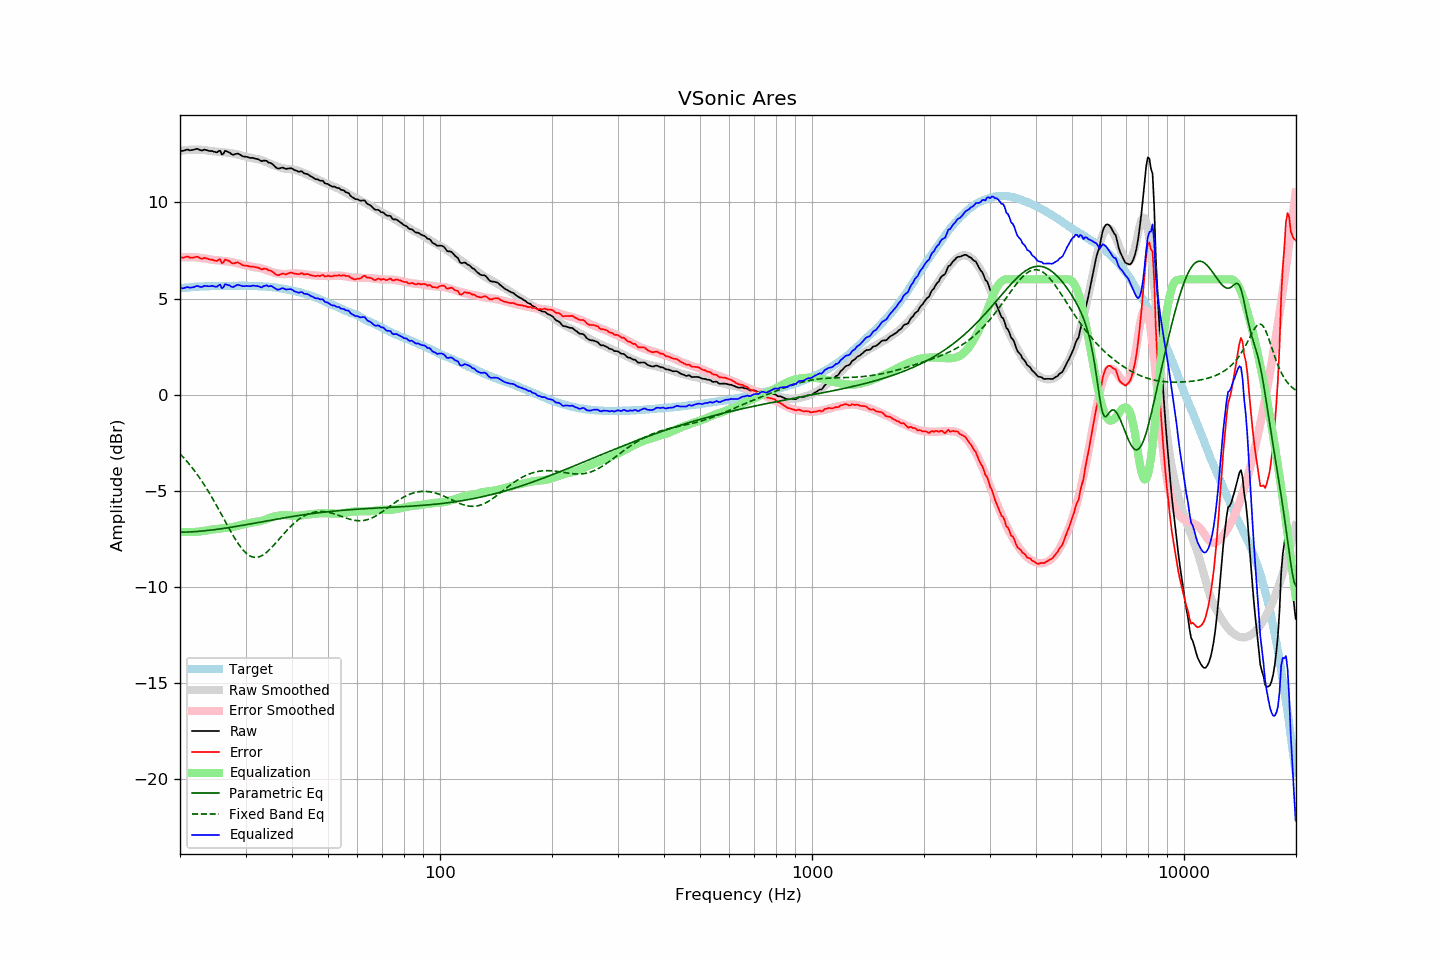 VSonic Ares
Amplitude (dBr)
10
5
0
−5
−10
−15
−20
Target
Raw Smoothed
Error Smoothed
Raw
Error
Equalization
Parametric Eq
Fixed Band Eq
Equalized
100
1000
10000
Frequency (Hz)